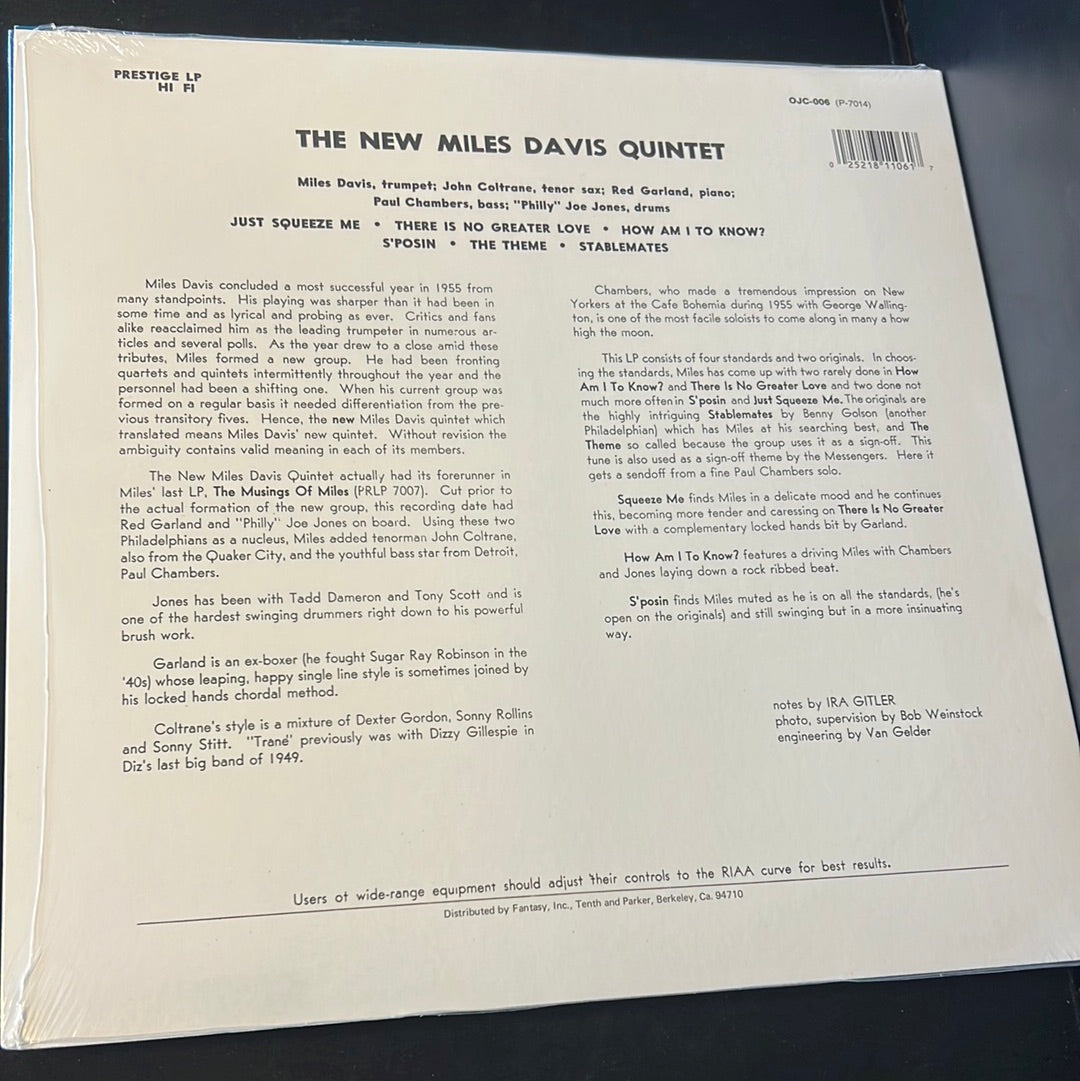 PRESTIGE LP
HI FI
OJC-006 (P-7014)
THE NEW MILES DAVIS QUINTET
0 25218 11061 7
Miles Davis, trumpet; John Coltrane, tenor sax; Red Garland, piano;
Paul Chambers, bass; "Philly" Joe Jones, drums
JUST SQUEEZE ME • THERE IS NO GREATER LOVE • HOW AM I TO KNOW?
S'POSIN • THE THEME • STABLEMATES
Miles Davis concluded a most successful year in 1955 from
many standpoints. His playing was sharper than it had been in
some time and as lyrical and probing as ever. Critics and fans
alike reacclaimed him as the leading trumpeter in numerous ar-
ticles and several polls. As the year drew to a close amid these
tributes, Miles formed a new group. He had been fronting
quartets and quintets intermittently throughout the year and the
personnel had been a shifting one. When his current group was
formed on a regular basis it needed differentiation from the pre-
vious transitory fives. Hence, the new Miles Davis quintet which
translated means Miles Davis' new quintet. Without revision the
ambiguity contains valid meaning in each of its members.
The New Miles Davis Quintet actually had its forerunner in
Miles' last LP, The Musings Of Miles (PRLP 7007). Cut prior to
the actual formation of the new group, this recording date had
Red Garland and "Philly" Joe Jones on board. Using these two
Philadelphians as a nucleus, Miles added tenorman John Coltrane,
also from the Quaker City, and the youthful bass star from Detroit,
Paul Chambers.
Jones has been with Tadd Dameron and Tony Scott and is
one of the hardest swinging drummers right down to his powerful
brush work.
Garland is an ex-boxer (he fought Sugar Ray Robinson in the
'40s) whose leaping, happy single line style is sometimes joined by
his locked hands chordal method.
Coltrane's style is a mixture of Dexter Gordon, Sonny Rollins
and Sonny Stitt. "Trane" previously was with Dizzy Gillespie in
Diz's last big band of 1949.
Chambers, who made a tremendous impression on New
Yorkers at the Cafe Bohemia during 1955 with George Walling-
ton, is one of the most facile soloists to come along in many a how
high the moon.
This LP consists of four standards and two originals. In choos-
ing the standards, Miles has come up with two rarely done in How
Am I To Know? and There Is No Greater Love and two done not
much more often in S'posin and Just Squeeze Me. The originals are
the highly intriguing Stablemates by Benny Golson (another
Philadelphian) which has Miles at his searching best, and The
Theme so called because the group uses it as a sign-off. This
tune is also used as a sign-off theme by the Messengers. Here it
gets a sendoff from a fine Paul Chambers solo.
Squeeze Me finds Miles in a delicate mood and he continues
this, becoming more tender and caressing on There Is No Greater
Love with a complementary locked hands bit by Garland.
How Am I To Know? features a driving Miles with Chambers
and Jones laying down a rock ribbed beat.
S'posin finds Miles muted as he is on all the standards, (he's
open on the originals) and still swinging but in a more insinuating
way.
notes by IRA GITLER
photo, supervision by Bob Weinstock
engineering by Van Gelder
Users of wide-range equipment should adjust their controls to the RIAA curve for best results.
Distributed by Fantasy, Inc., Tenth and Parker, Berkeley, Ca. 94710